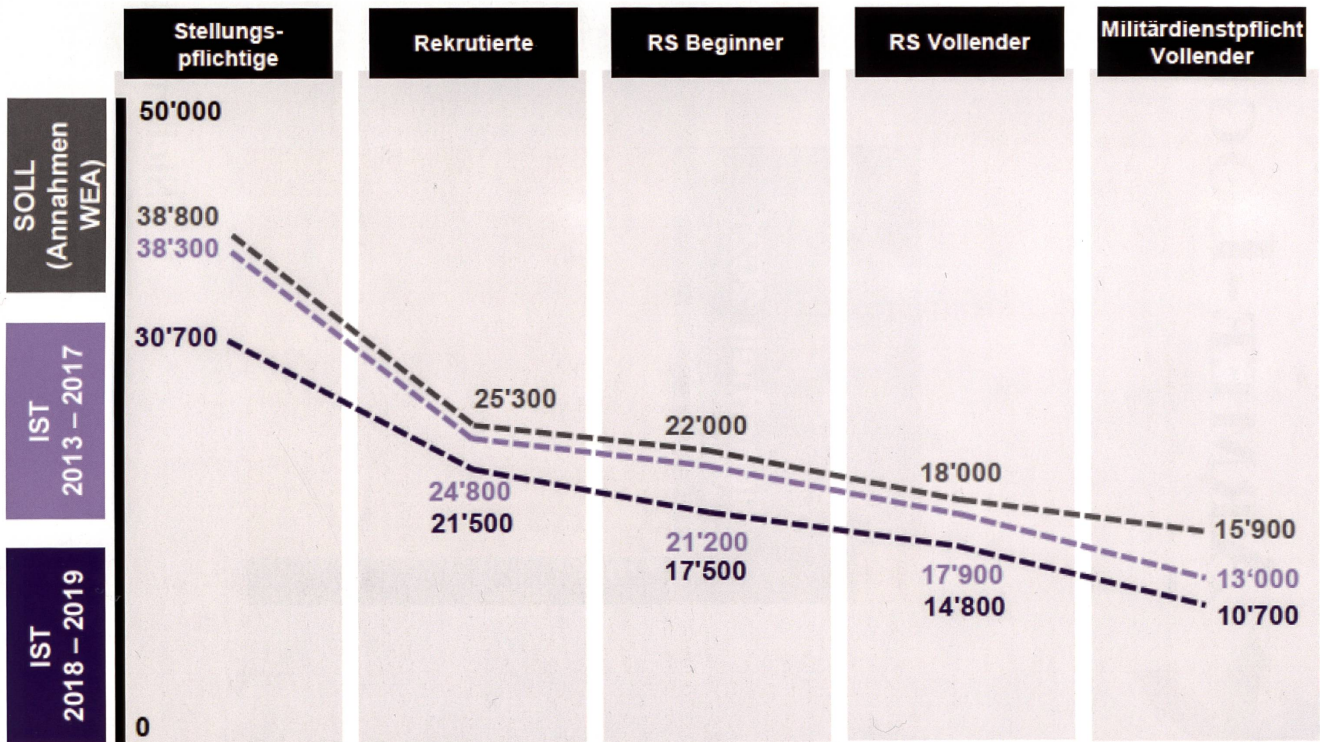 Stellungs-
pflichtige
Rekrutierte
RS Beginner
RS Vollender
Militärdienstpflicht
Vollender
SOLL
(Annahmen
WEA)
IST
2013 – 2017
IST
2018 – 2019
50'000
38'800
38'300
30'700
0
25'300
24'800
21'500
22'000
21'200
17'500
18'000
17'900
14'800
15'900
13‘000
10'700